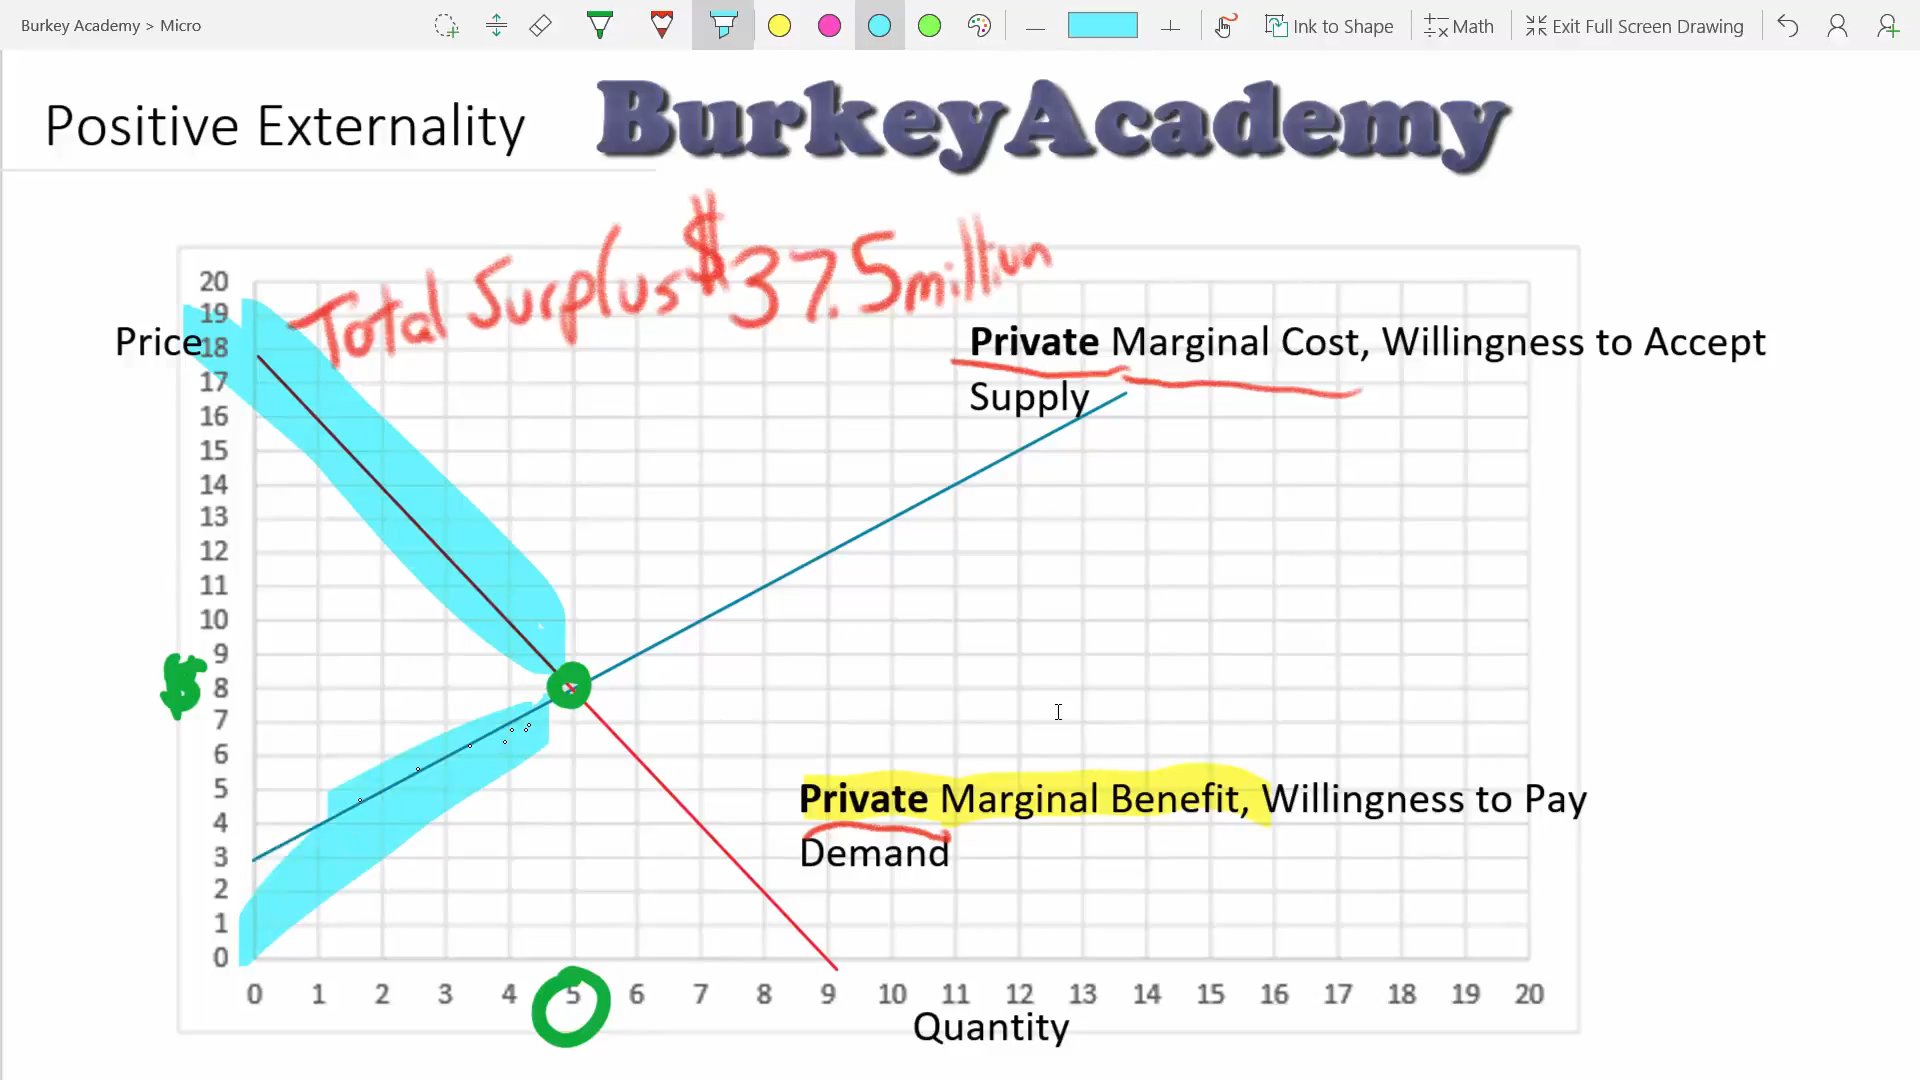 Burkey Academy > Micro
Ink to Shape
Math
Exit Full Screen Drawing
Positive Externality
BurkeyAcademy
Total Surplus $37.5 million
Price
Private Marginal Cost, Willingness to Accept
Supply
20
19
18
17
16
15
14
13
12
11
10
9
$
8
7
6
5
4
3
2
1
0
Private Marginal Benefit, Willingness to Pay
Demand
0 1 2 3 4 5 6 7 8 9 10 11 12 13 14 15 16 17 18 19 20
Quantity